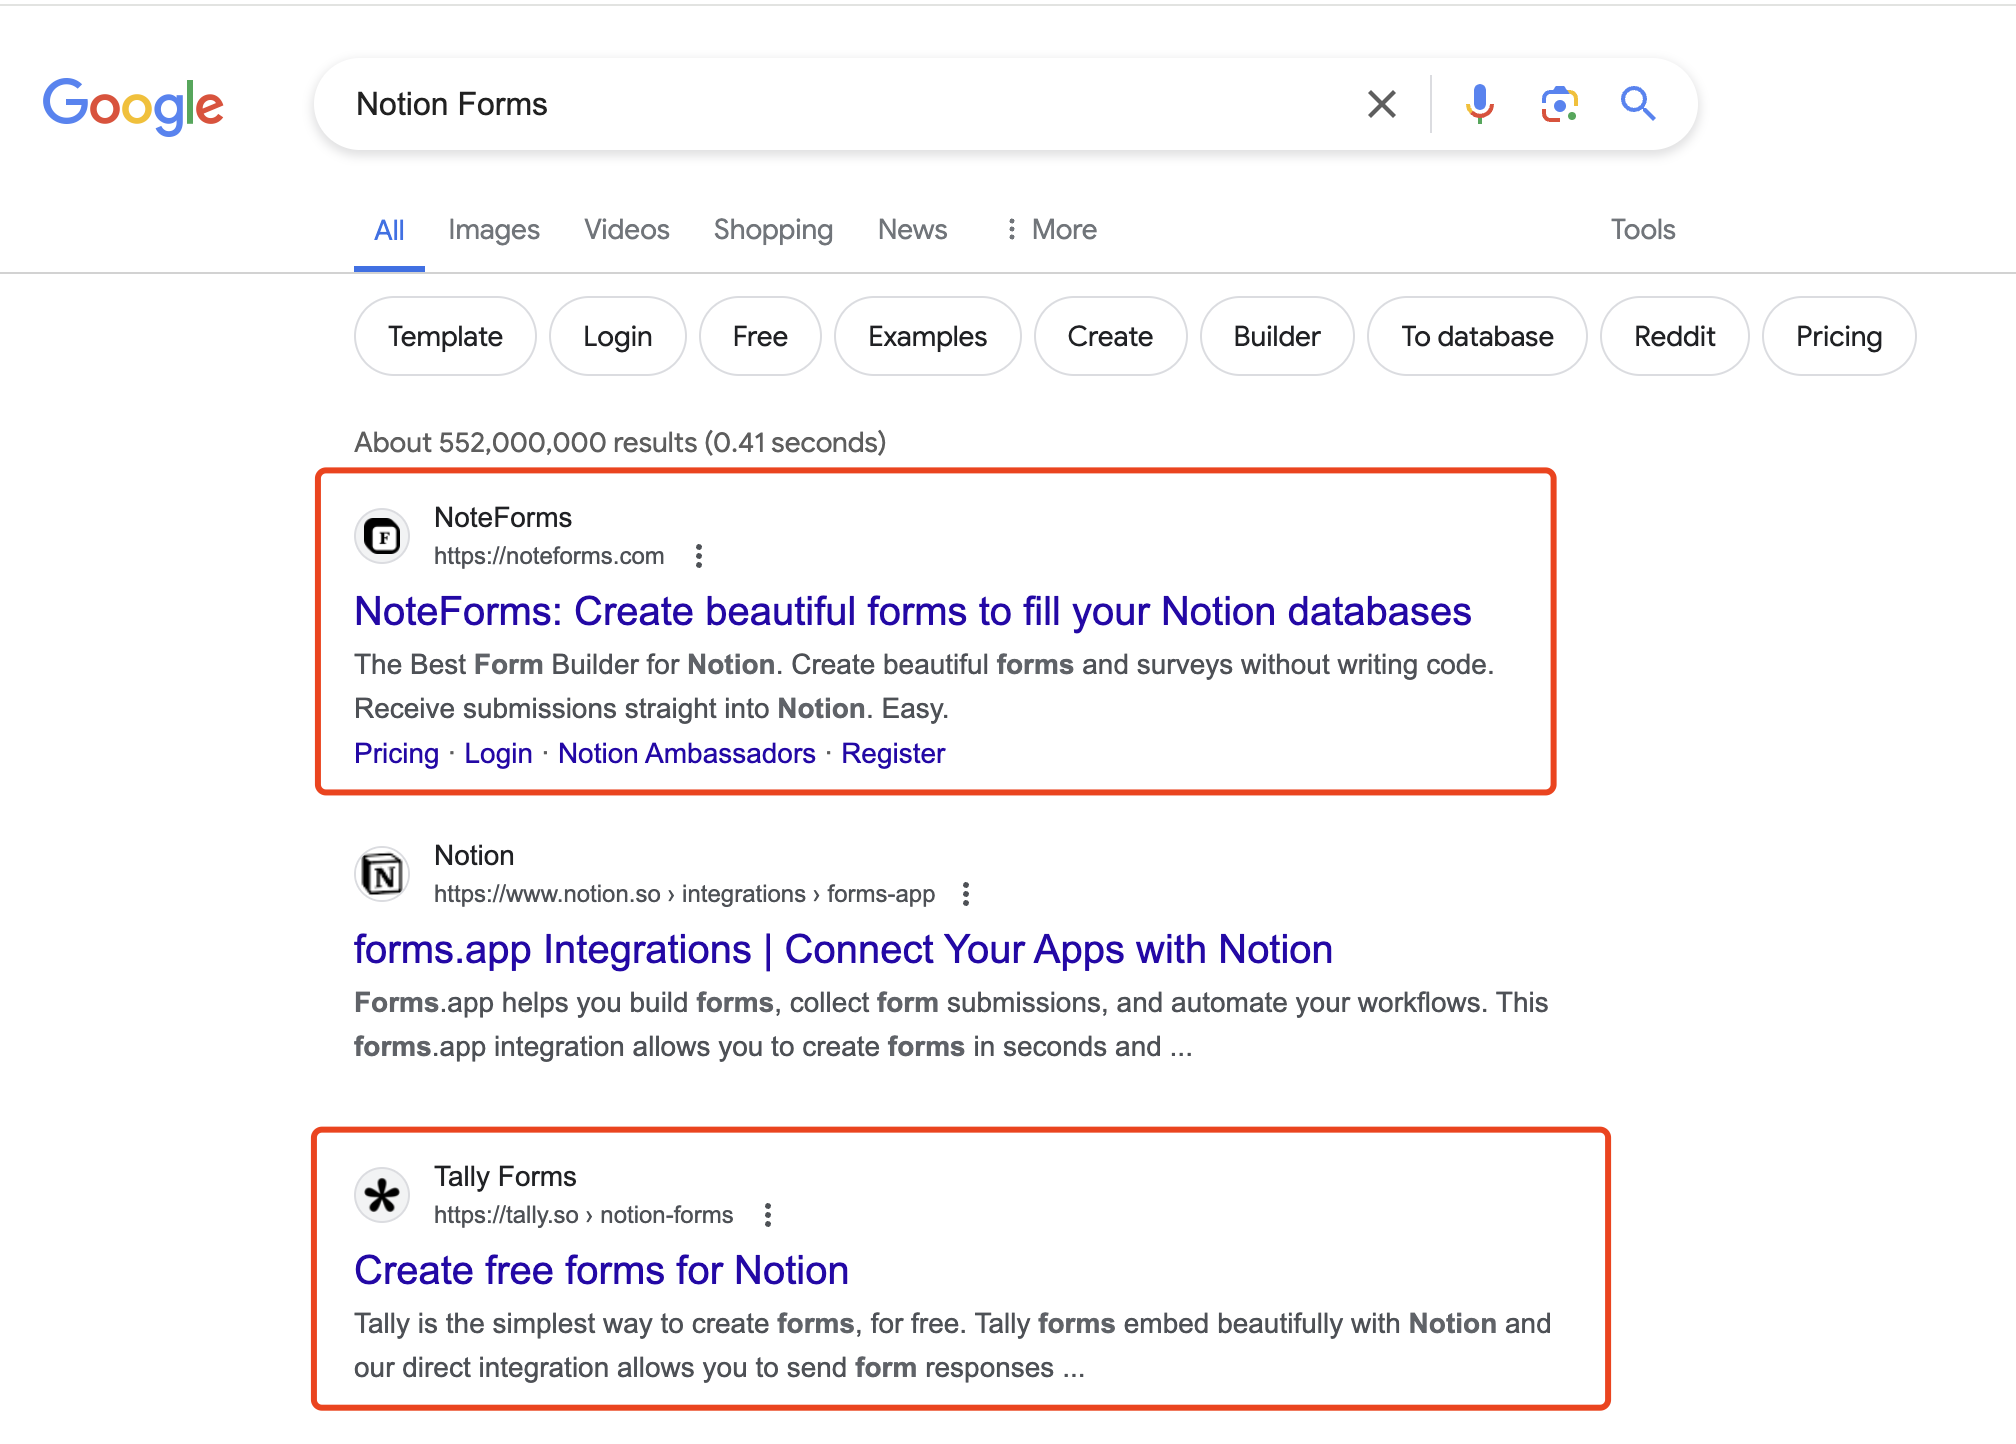 Google
Notion Forms
All Images Videos Shopping News More Tools
Template Login Free Examples Create Builder To database Reddit Pricing
About 552,000,000 results (0.41 seconds)
F
NoteForms
https://noteforms.com
NoteForms: Create beautiful forms to fill your Notion databases
The Best Form Builder for Notion. Create beautiful forms and surveys without writing code.
Receive submissions straight into Notion. Easy.
Pricing · Login · Notion Ambassadors · Register
N
Notion
https://www.notion.so › integrations › forms-app
forms.app Integrations | Connect Your Apps with Notion
Forms.app helps you build forms, collect form submissions, and automate your workflows. This
forms.app integration allows you to create forms in seconds and ...
Tally Forms
https://tally.so › notion-forms
Create free forms for Notion
Tally is the simplest way to create forms, for free. Tally forms embed beautifully with Notion and
our direct integration allows you to send form responses ...